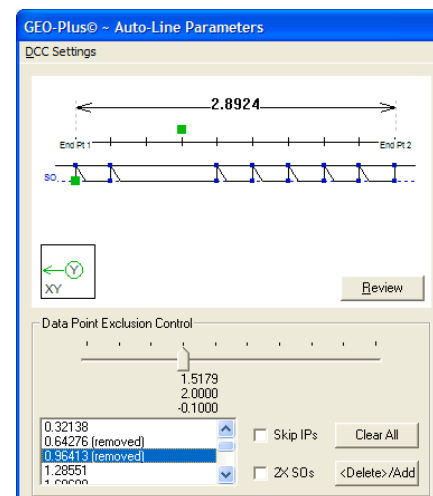 GEO-Plus© ~ Auto-Line Parameters
DCC Settings
2.8924
End Pt 1
End Pt 2
SO
Y
XY
Review
Data Point Exclusion Control
1.5179
2.0000
-0.1000
0.32138
0.64276 (removed)
0.96413 (removed)
1.28551
Skip IPs
Clear All
2X SOs
<Delete>/Add